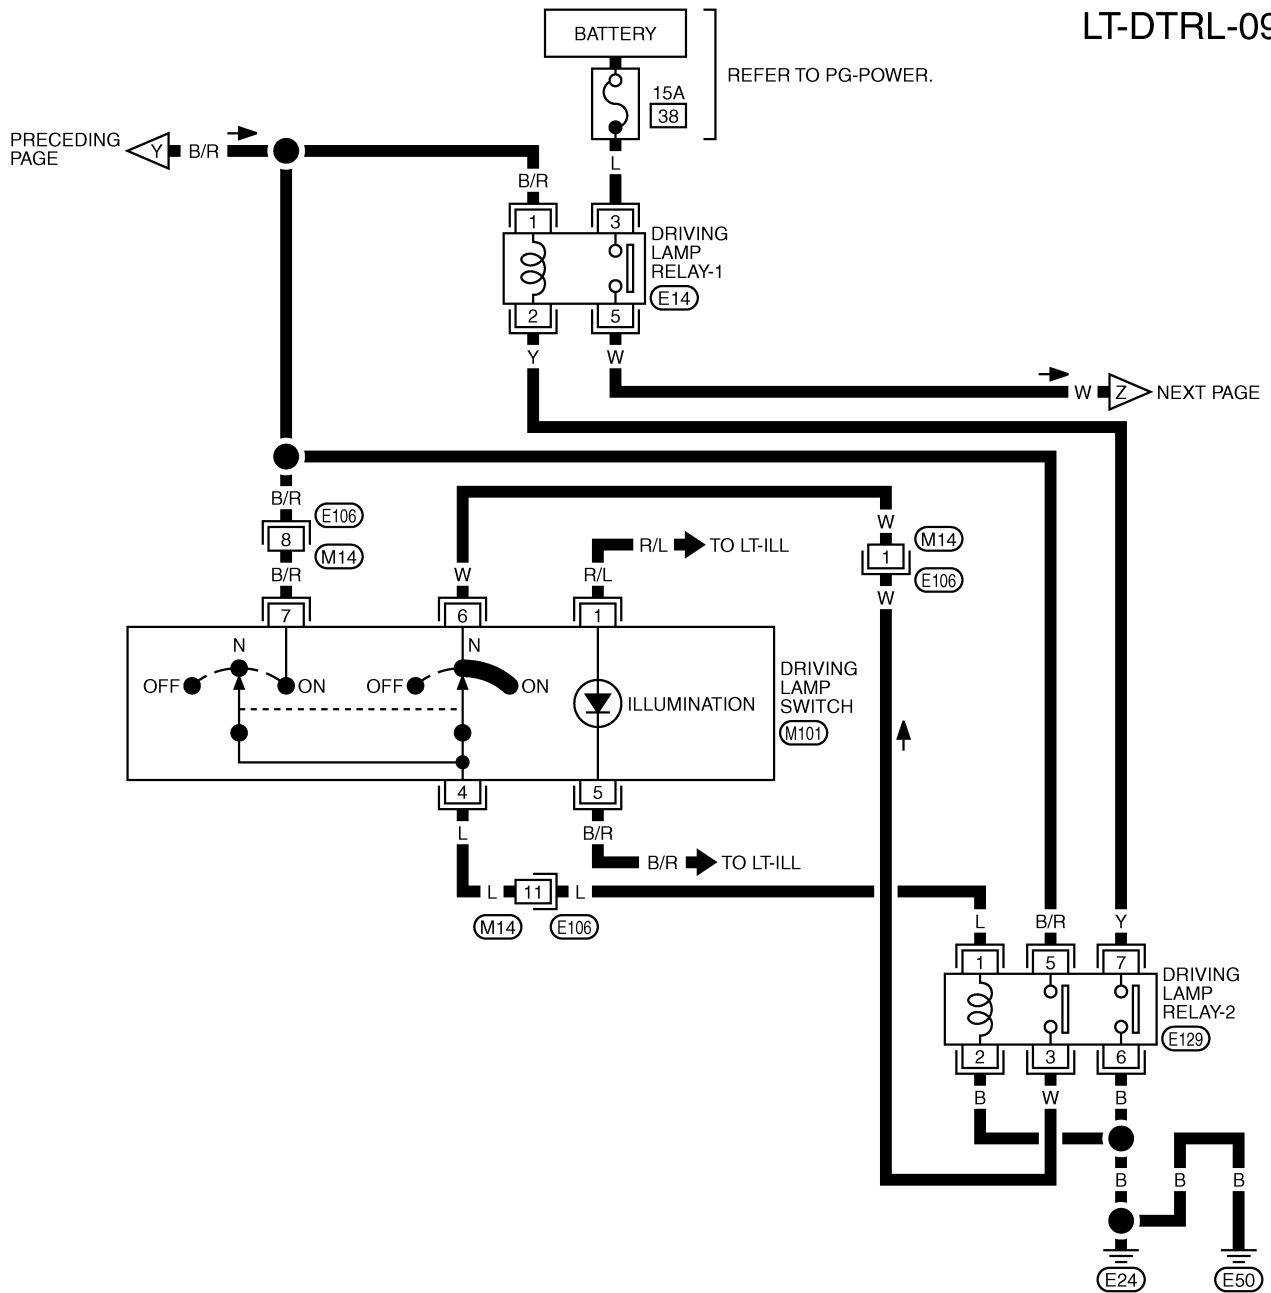 LT-DTRL-09
BATTERY
REFER TO PG-POWER.
15A
38
PRECEDING
PAGE
Y
B/R
L
B/R
1
3
DRIVING
LAMP
RELAY-1
E14
2
5
Y
W
W
Z
NEXT PAGE
B/R
E106
8
M14
B/R
W
R/L
TO LT-ILL
R/L
W
M14
1
E106
W
7
6
1
N
N
OFF
ON
OFF
ON
ILLUMINATION
DRIVING
LAMP
SWITCH
M101
4
5
L
B/R
B/R
TO LT-ILL
L
11
L
M14
E106
L
B/R
Y
1
5
7
DRIVING
LAMP
RELAY-2
E129
2
3
6
B
W
B
B
B
B
E24
E50